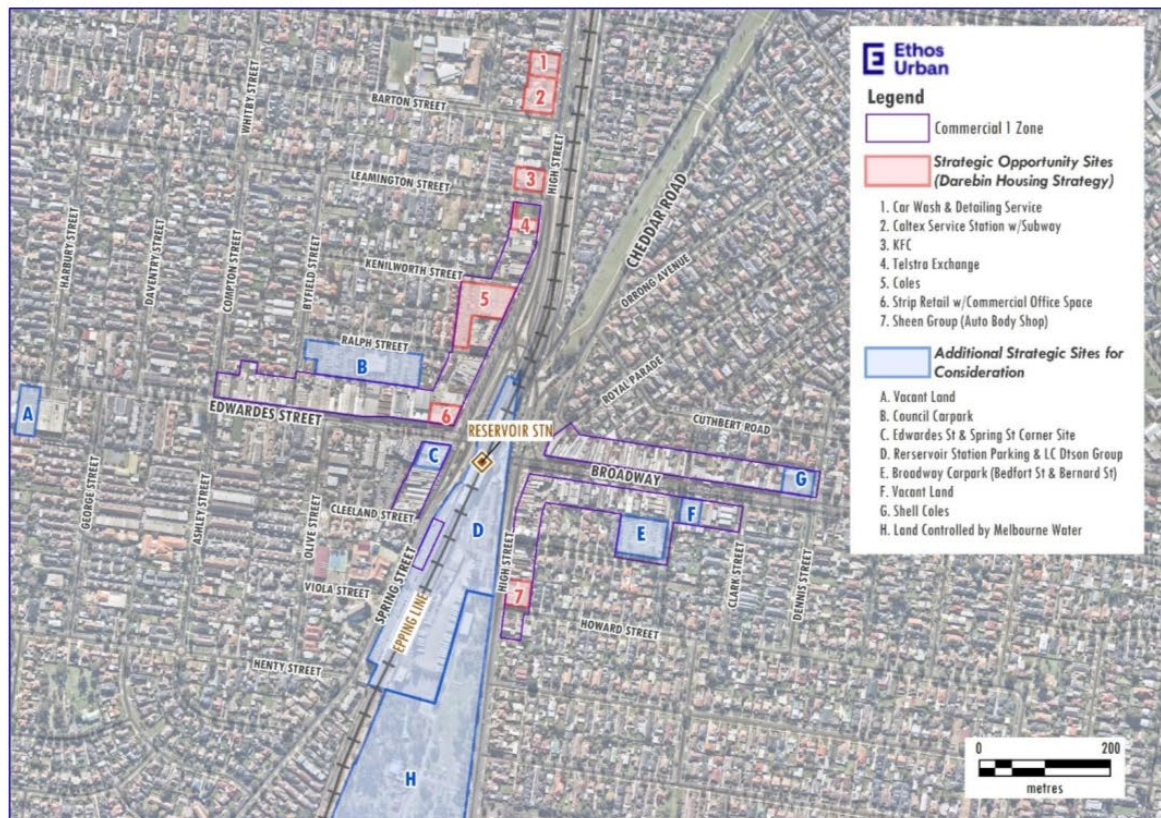 Ethos
Urban
Legend
Commercial 1 Zone
Strategic Opportunity Sites
(Darebin Housing Strategy)
1. Car Wash & Detailing Service
2. Caltex Service Station w/Subway
3. KFC
4. Telstra Exchange
5. Coles
6. Strip Retail w/Commercial Office Space
7. Sheen Group (Auto Body Shop)
Additional Strategic Sites for
Consideration
A. Vacant Land
B. Council Carpark
C. Edwardes St & Spring St Corner Site
D. Rerservoir Station Parking & LC Dtson Group
E. Broadway Carpark (Bedfort St & Bernard St)
F. Vacant Land
G. Shell Coles
H. Land Controlled by Melbourne Water
1
WHITBY STREET
BARTON STREET
2
HIGH STREET
LEAMINGTON STREET
3
CHEDDAR ROAD
HARBURY STREET
DAVENTRY STREET
COMPTON STREET
BYFIELD STREET
4
KENILWORTH STREET
ORRONG AVENUE
5
RALPH STREET
B
ROYAL PARADE
A
EDWARDES STREET
6
RESERVOIR STN
CUTHBERT ROAD
C
BROADWAY
G
GEORGE STREET
ASHLEY STREET
OLIVE STREET
CLEELAND STREET
D
F
E
SPRING STREET
HIGH STREET
CLARK STREET
DENNIS STREET
VIOLA STREET
EPPING LINE
7
HOWARD STREET
HENTY STREET
H
0 200
metres